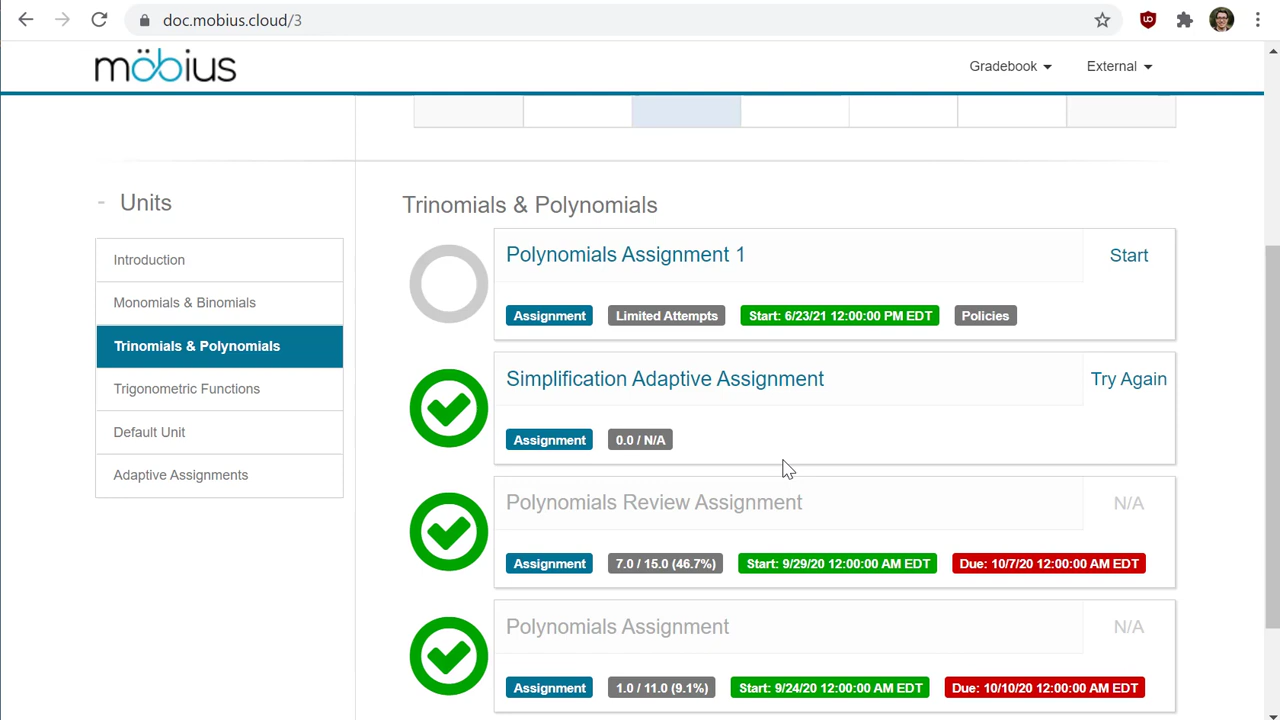 doc.mobius.cloud/3
möbius
Gradebook
External
- Units
Introduction
Monomials & Binomials
Trinomials & Polynomials
Trigonometric Functions
Default Unit
Adaptive Assignments
Trinomials & Polynomials
Polynomials Assignment 1 Start
Assignment Limited Attempts Start: 6/23/21 12:00:00 PM EDT Policies
Simplification Adaptive Assignment Try Again
Assignment 0.0 / N/A
Polynomials Review Assignment N/A
Assignment 7.0 / 15.0 (46.7%) Start: 9/29/20 12:00:00 AM EDT Due: 10/7/20 12:00:00 AM EDT
Polynomials Assignment N/A
Assignment 1.0 / 11.0 (9.1%) Start: 9/24/20 12:00:00 AM EDT Due: 10/10/20 12:00:00 AM EDT